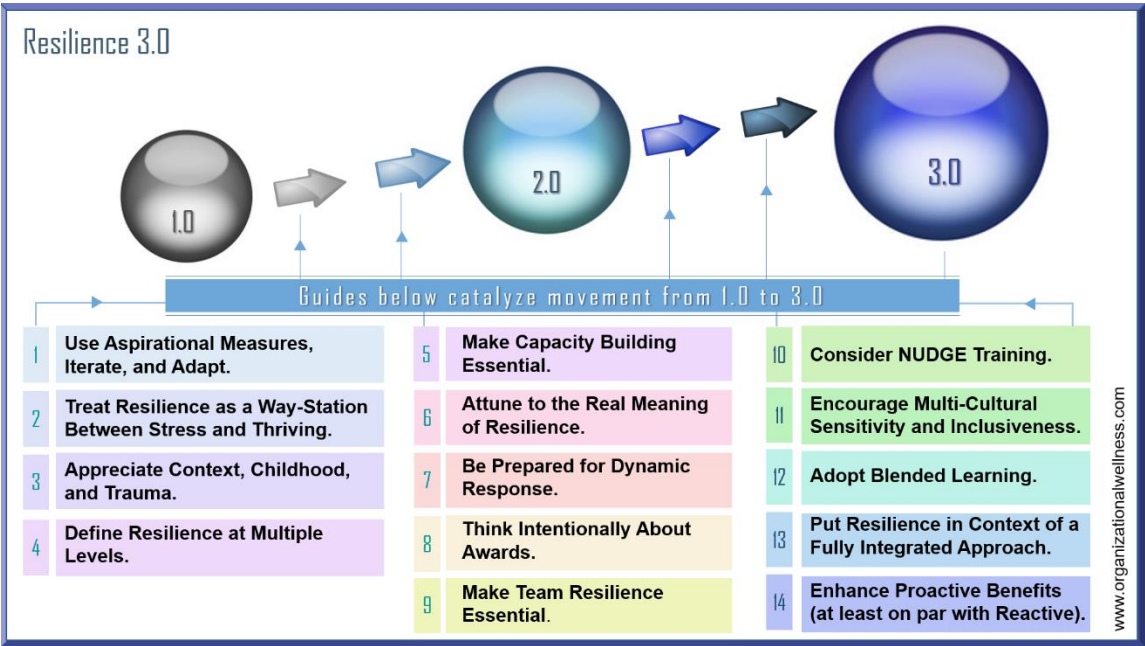 Resilience 3.0
1.0
2.0
3.0
Guides below catalyze movement from 1.0 to 3.0
1
Use Aspirational Measures,
Iterate, and Adapt.
2
Treat Resilience as a Way-Station
Between Stress and Thriving.
3
Appreciate Context, Childhood,
and Trauma.
4
Define Resilience at Multiple
Levels.
5
Make Capacity Building
Essential.
6
Attune to the Real Meaning
of Resilience.
7
Be Prepared for Dynamic
Response.
8
Think Intentionally About
Awards.
9
Make Team Resilience
Essential.
10
Consider NUDGE Training.
11
Encourage Multi-Cultural
Sensitivity and Inclusiveness.
12
Adopt Blended Learning.
13
Put Resilience in Context of a
Fully Integrated Approach.
14
Enhance Proactive Benefits
(at least on par with Reactive).
www.organizationalwellness.com